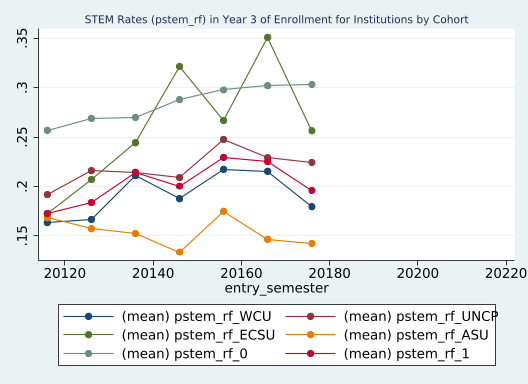 STEM Rates (pstem_rf) in Year 3 of Enrollment for Institutions by Cohort
.35
.3
.25
.2
.15
20120 20140 20160 20180 20200 20220
entry_semester
(mean) pstem_rf_WCU (mean) pstem_rf_UNCP
(mean) pstem_rf_ECSU (mean) pstem_rf_ASU
(mean) pstem_rf_0 (mean) pstem_rf_1